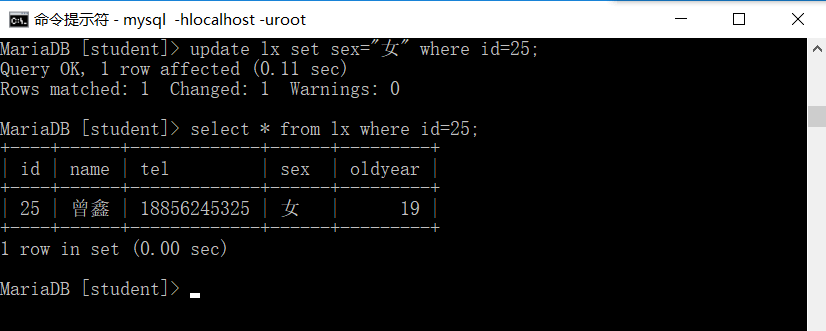 命令提示符 - mysql  -hlocalhost -uroot
MariaDB [student]> update lx set sex="女" where id=25;
Query OK, 1 row affected (0.11 sec)
Rows matched: 1  Changed: 1  Warnings: 0
MariaDB [student]> select * from lx where id=25;
+----+------+-------------+------+---------+
| id | name | tel         | sex  | oldyear |
+----+------+-------------+------+---------+
| 25 | 曾鑫 | 18856245325 | 女   |      19 |
+----+------+-------------+------+---------+
1 row in set (0.00 sec)
MariaDB [student]>